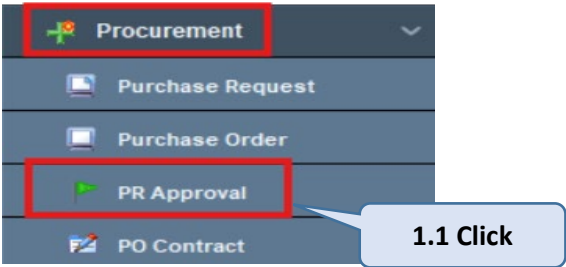 Procurement
Purchase Request
Purchase Order
PR Approval
1.1 Click
PO Contract